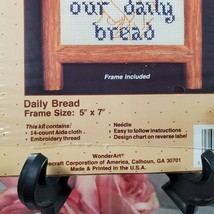 our daily
bread
Frame Included
Daily Bread
Frame Size: 5" x 7"
This kit contains:
• 14-count Aida cloth
• Embroidery thread
• Needle
• Easy to follow instructions
• Design chart on reverse label
WonderArt®
ecraft Corporation of America, Calhoun, GA 30701
Made & Printed in the U.S.A.